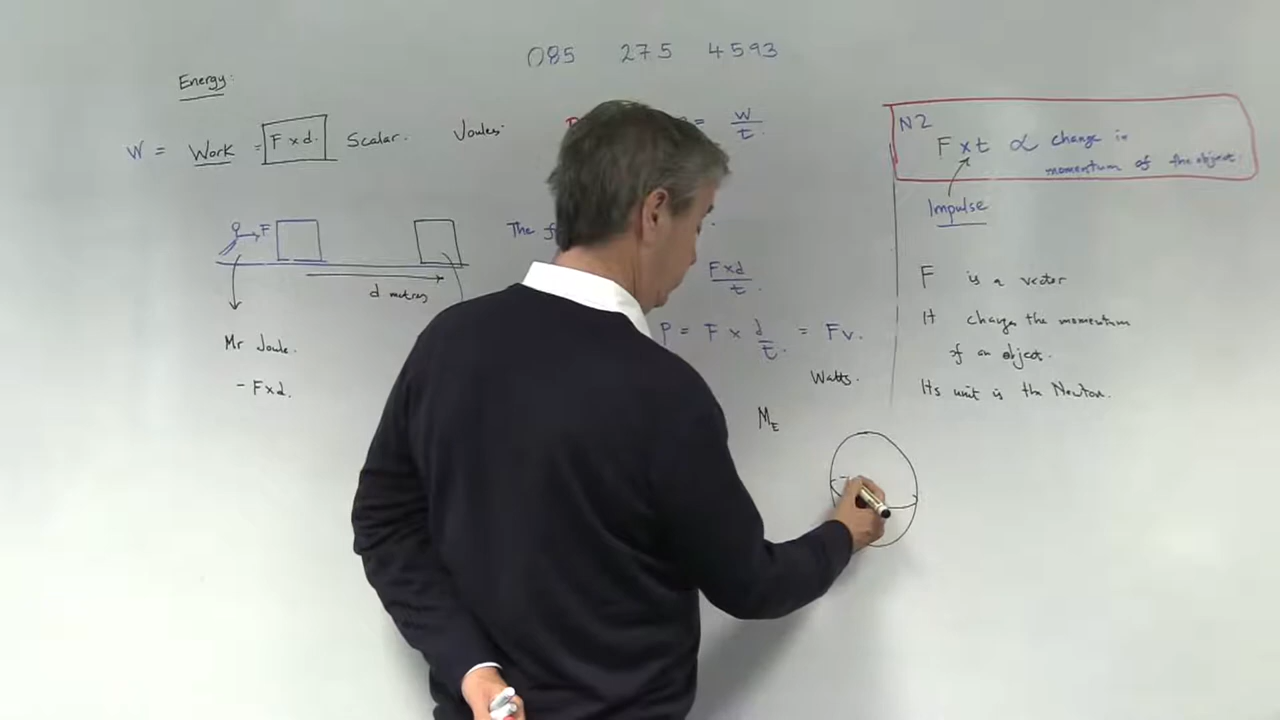 085 275 4593
Energy:
W = Work = F x d. Scalar. Joules.
W
t.
F
d metres
Mr Joule.
- F x d.
The
F x d
t.
P = F x d/t. = Fv.
Watts.
M_E
N2
F x t ∝ change in
momentum of the object.
Impulse
F is a vector
It changes the momentum
of an object.
Its unit is the Newton.